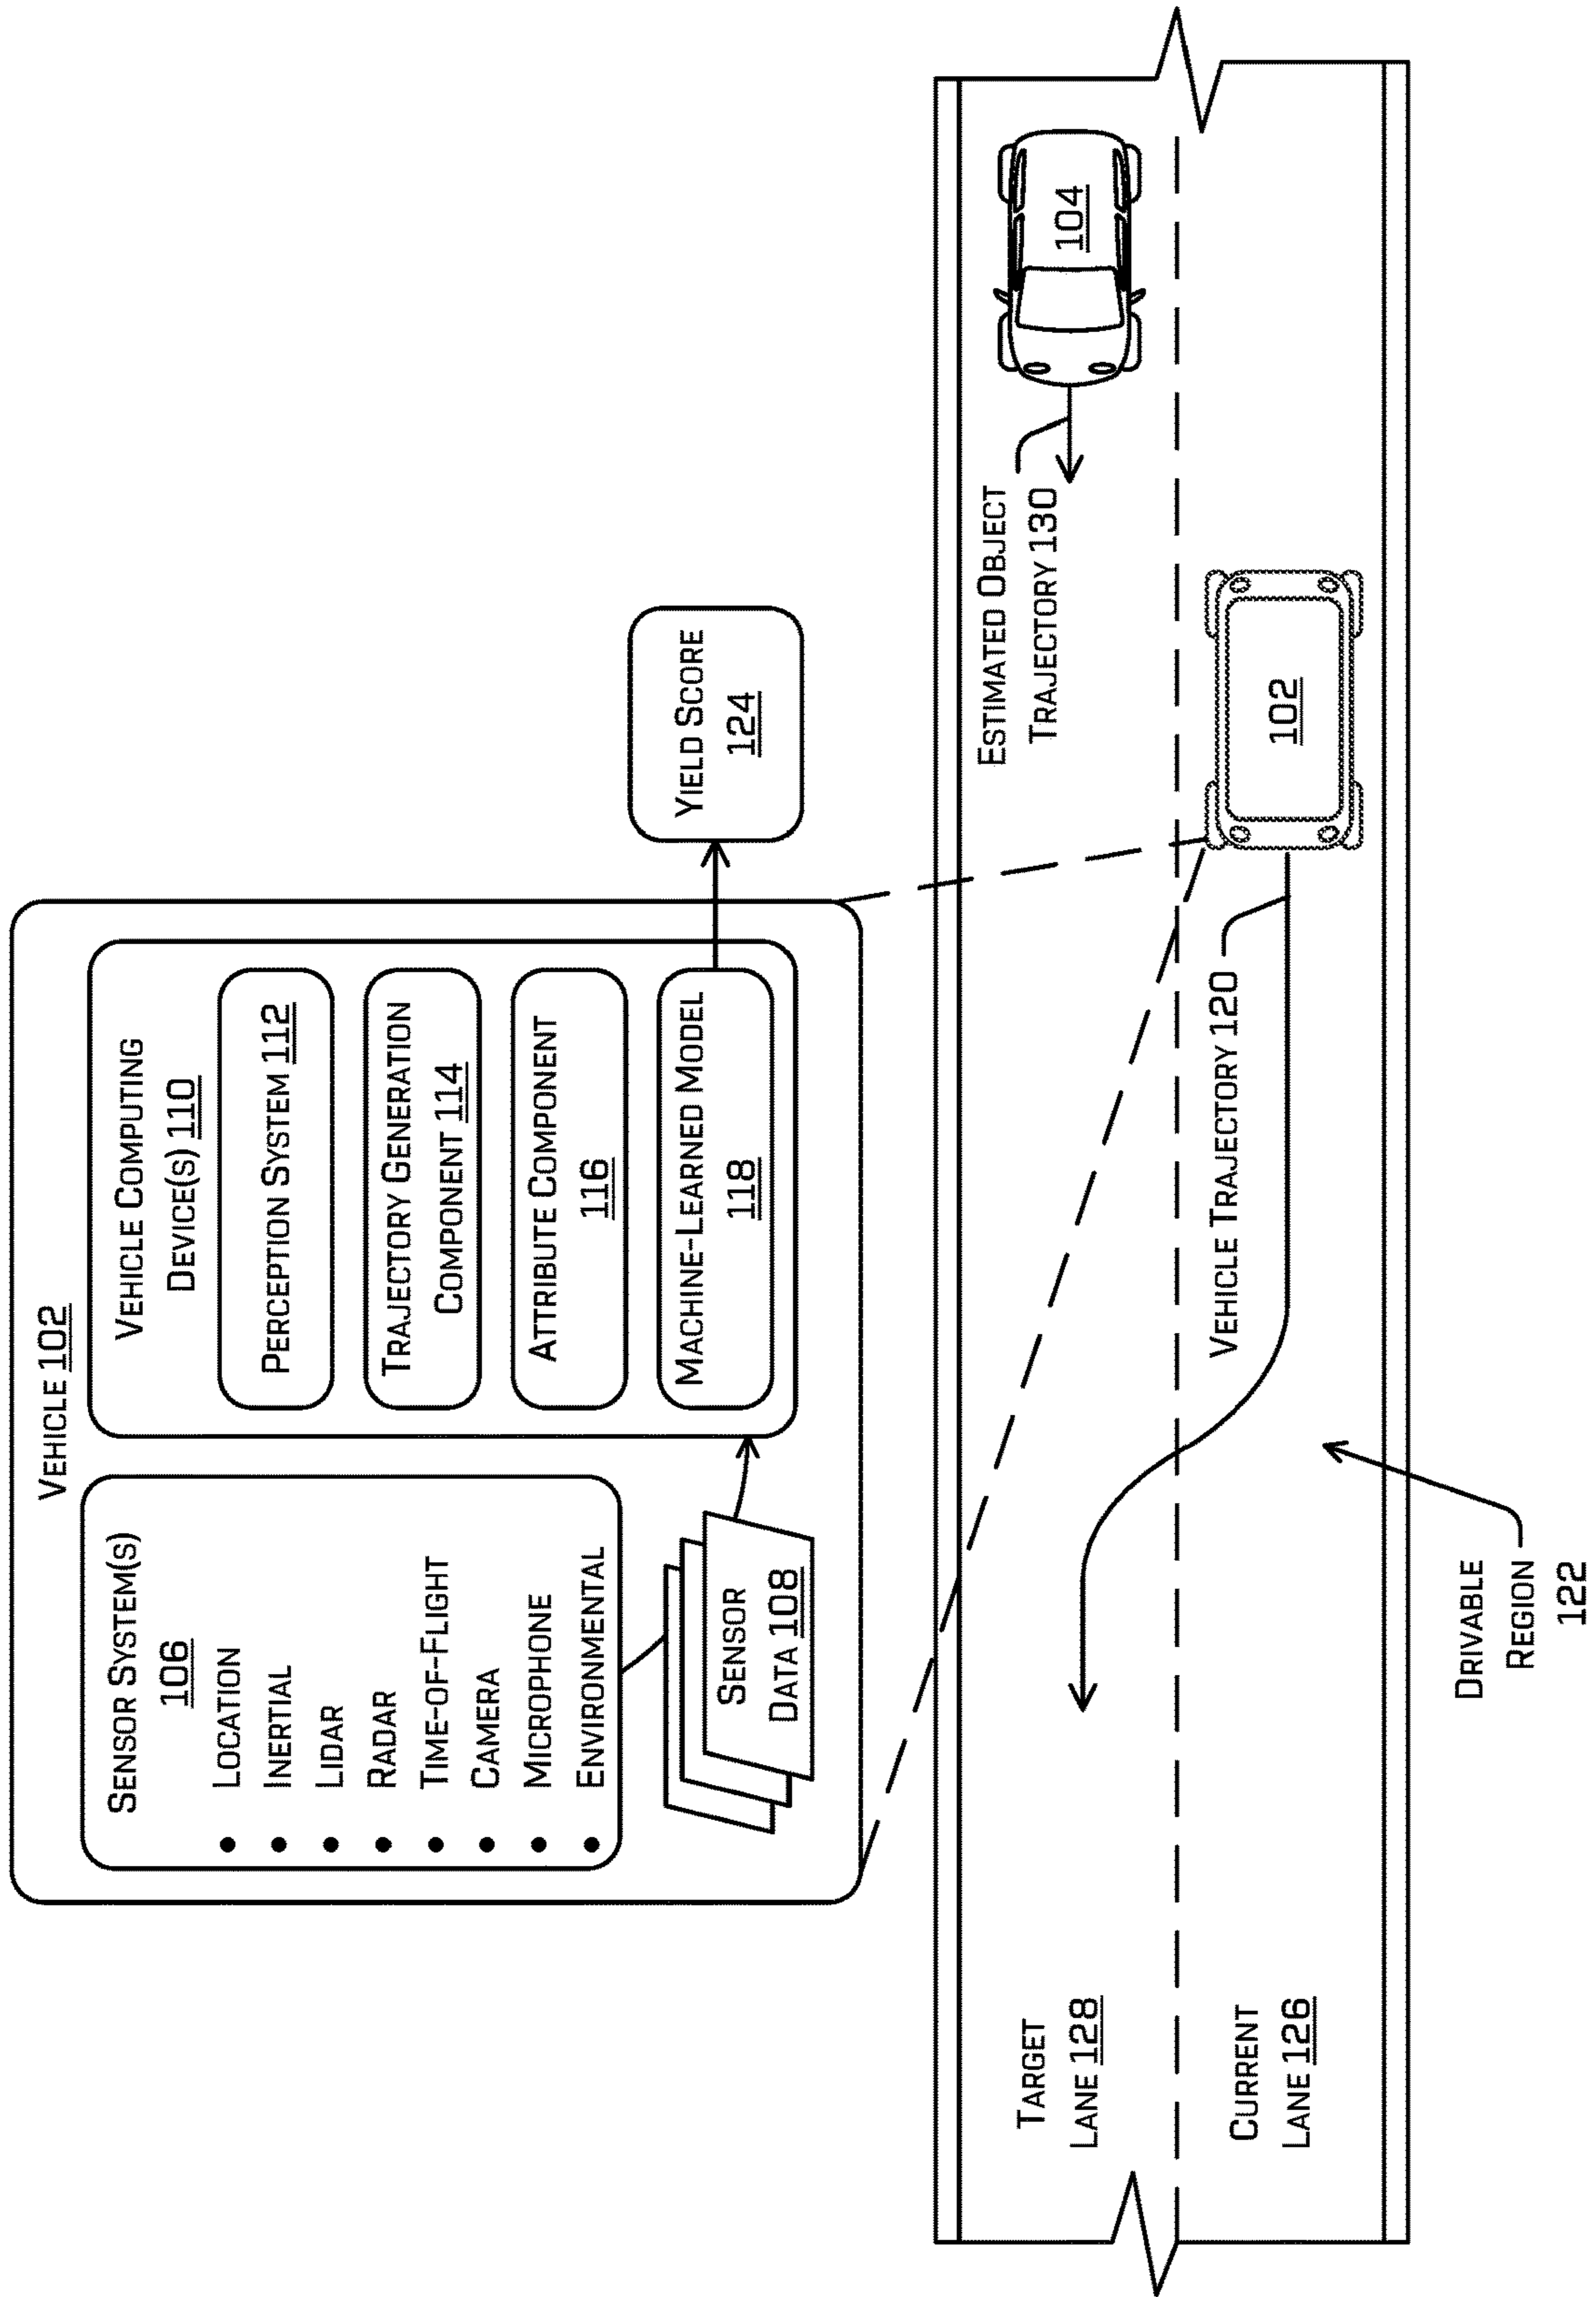 VEHICLE 102
SENSOR SYSTEM(S)
106
• LOCATION
• INERTIAL
• LIDAR
• RADAR
• TIME-OF-FLIGHT
• CAMERA
• MICROPHONE
• ENVIRONMENTAL
SENSOR
DATA 108
VEHICLE COMPUTING
DEVICE(S) 110
PERCEPTION SYSTEM 112
TRAJECTORY GENERATION
COMPONENT 114
ATTRIBUTE COMPONENT
116
MACHINE-LEARNED MODEL
118
YIELD SCORE
124
TARGET
LANE 128
CURRENT
LANE 126
ESTIMATED OBJECT
TRAJECTORY 130
104
VEHICLE TRAJECTORY 120
102
DRIVABLE
REGION
122